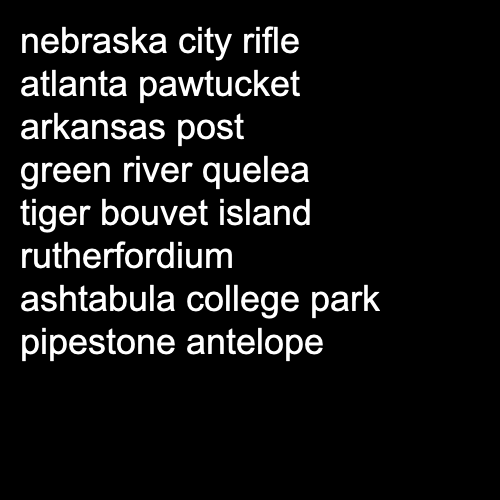 nebraska city rifle
atlanta pawtucket
arkansas post
green river quelea
tiger bouvet island
rutherfordium
ashtabula college park
pipestone antelope